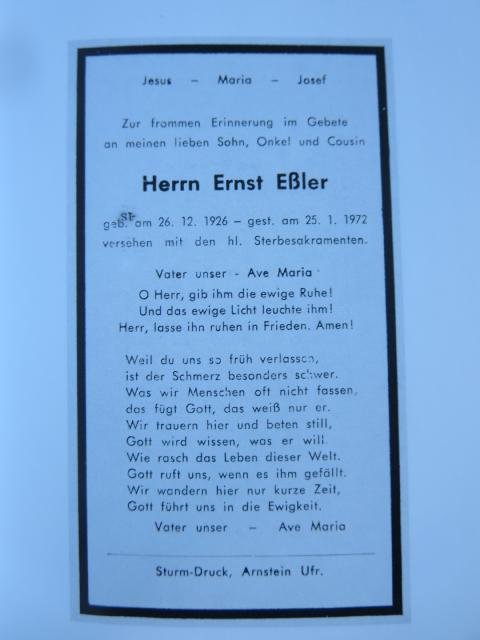 Jesus – Maria – Josef
Zur frommen Erinnerung im Gebete
an meinen lieben Sohn, Onkel und Cousin
Herrn Ernst Eßler
geb. am 26. 12. 1926 – gest. am 25. 1. 1972
versehen mit den hl. Sterbesakramenten.
Vater unser - Ave Maria
O Herr, gib ihm die ewige Ruhe!
Und das ewige Licht leuchte ihm!
Herr, lasse ihn ruhen in Frieden. Amen!
Weil du uns so früh verlassen,
ist der Schmerz besonders schwer.
Was wir Menschen oft nicht fassen,
das fügt Gott, das weiß nur er.
Wir trauern hier und beten still,
Gott wird wissen, was er will.
Wie rasch das Leben dieser Welt.
Gott ruft uns, wenn es ihm gefällt.
Wir wandern hier nur kurze Zeit,
Gott führt uns in die Ewigkeit.
Vater unser – Ave Maria
Sturm-Druck, Arnstein Ufr.